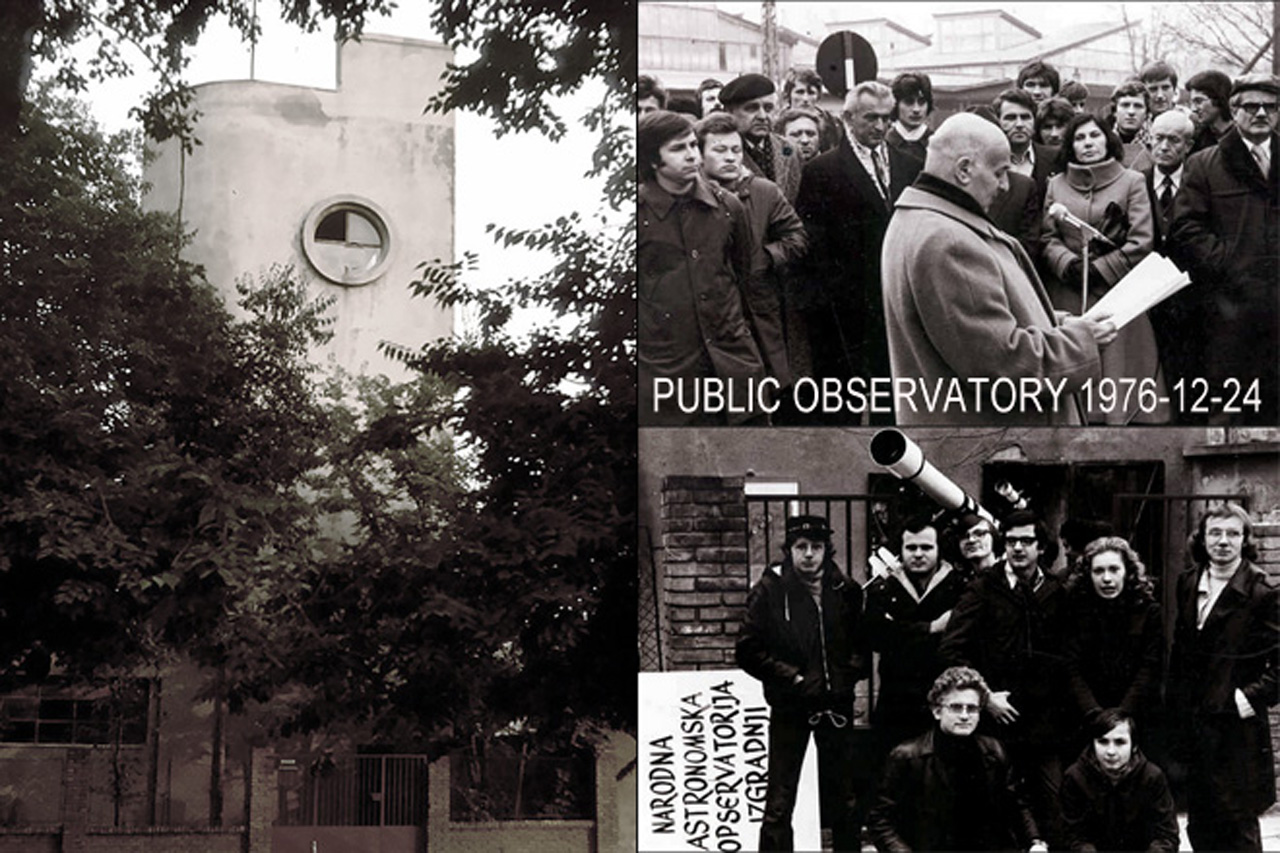 PUBLIC OBSERVATORY 1976-12-24
NARODNA
ASTRONOMSKA
OPSERVATORIJA
IZGRADNJI